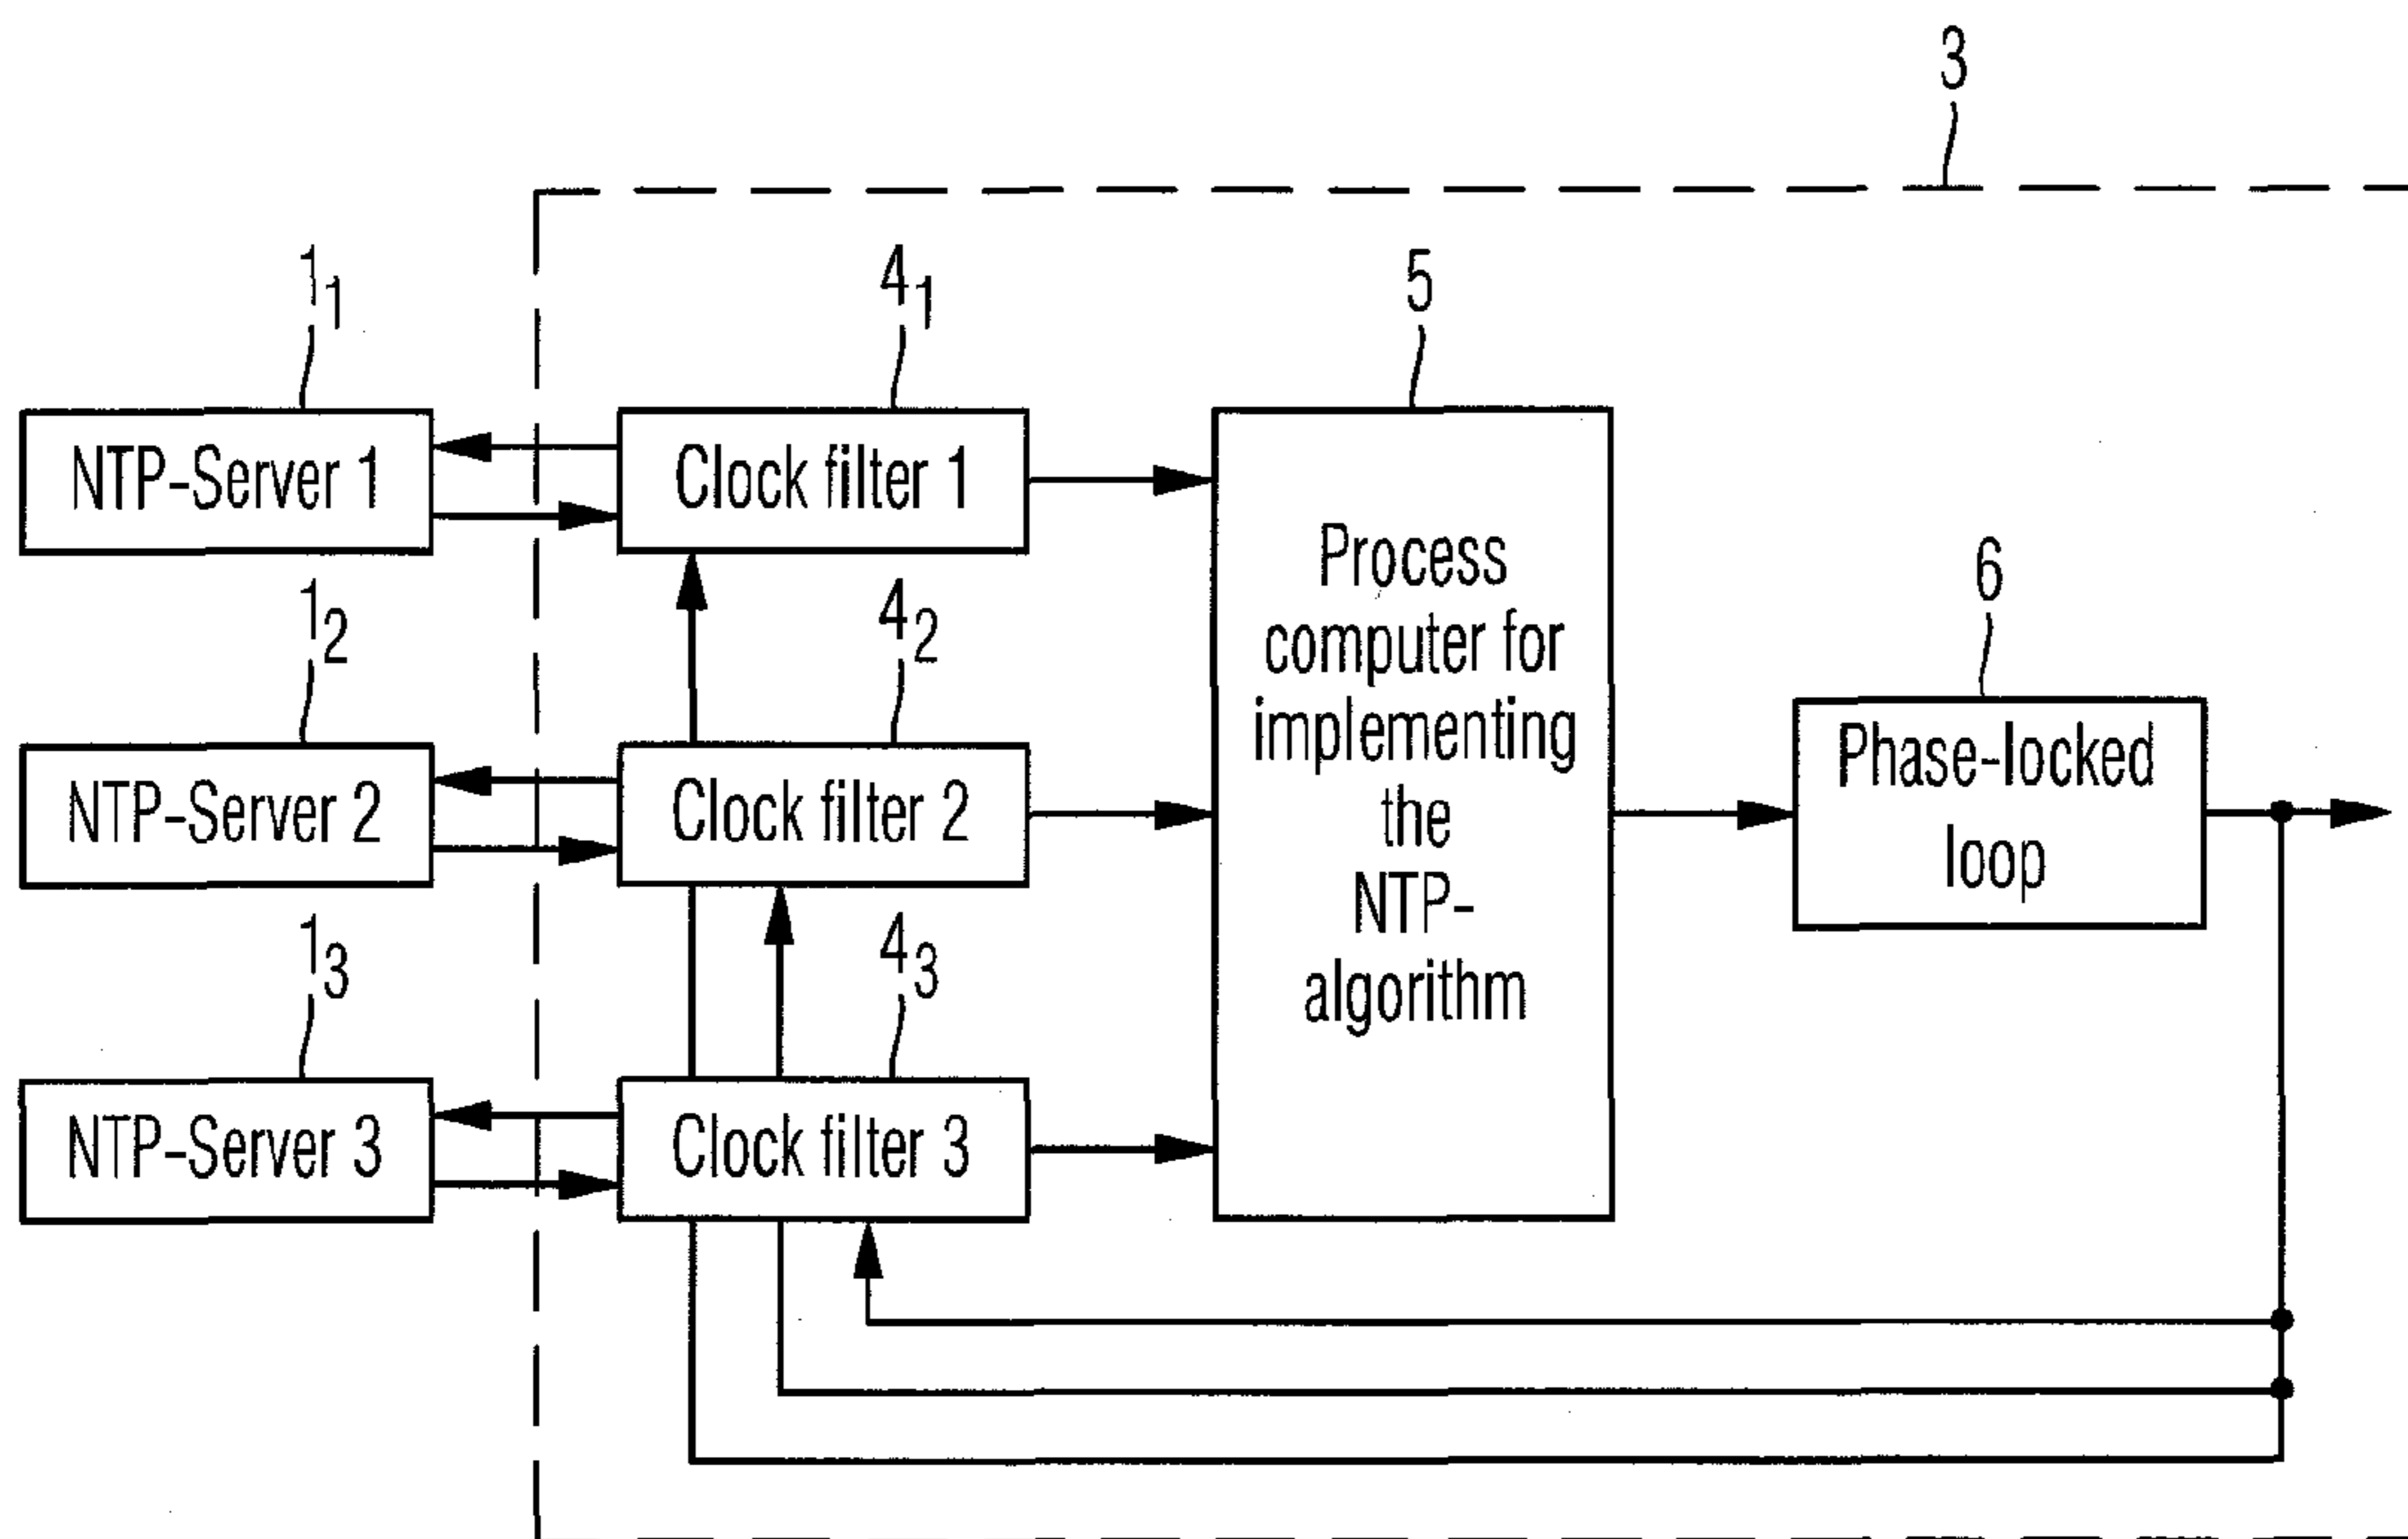 3
1₁
4₁
5
NTP-Server 1
Clock filter 1
Process
computer for
implementing
the
NTP-
algorithm
1₂
4₂
6
NTP-Server 2
Clock filter 2
Phase-locked
loop
1₃
4₃
NTP-Server 3
Clock filter 3